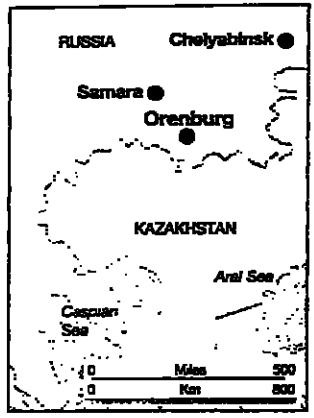 RUSSIA
Chelyabinsk
Samara
Orenburg
KAZAKHSTAN
Aral Sea
Caspian
Sea
0 Miles 500
0 Km 800